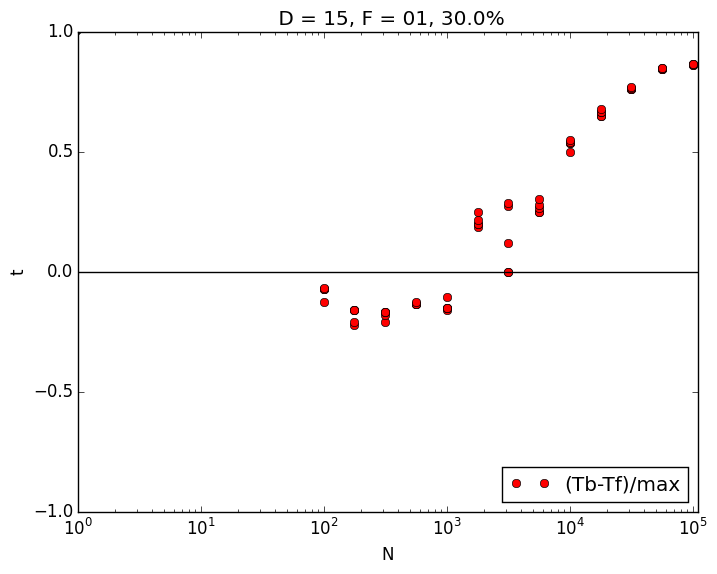 D = 15, F = 01, 30.0%
1.0
0.5
0.0
−0.5
−1.0
t
10⁰ 10¹ 10² 10³ 10⁴ 10⁵
N
(Tb-Tf)/max